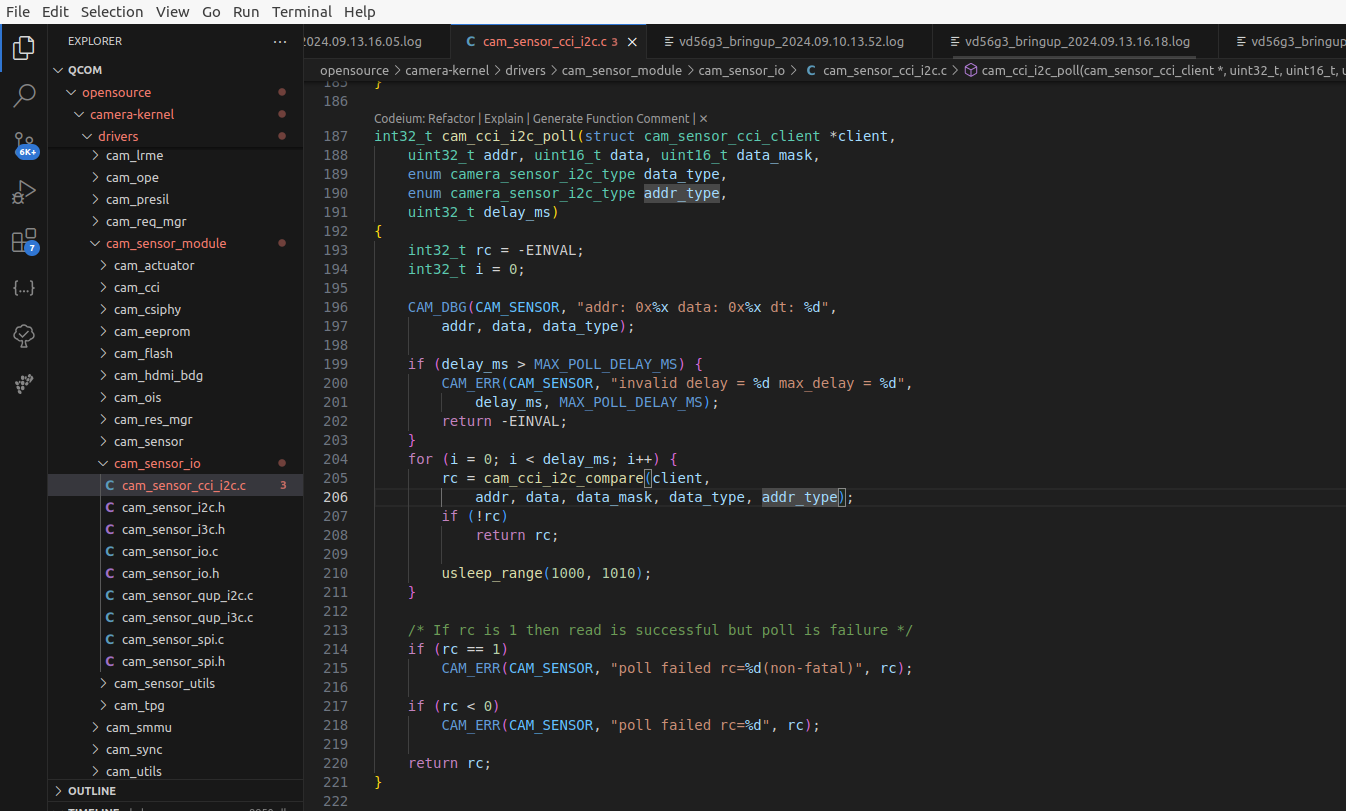 File Edit Selection View Go Run Terminal Help
EXPLORER ...
2024.09.13.16.05.log
C cam_sensor_cci_i2c.c 3 ×
vd56g3_bringup_2024.09.10.13.52.log
vd56g3_bringup_2024.09.13.16.18.log
vd56g3_bringup
opensource > camera-kernel > drivers > cam_sensor_module > cam_sensor_io > C cam_sensor_cci_i2c.c > cam_cci_i2c_poll(cam_sensor_cci_client *, uint32_t, uint16_t, u
QCOM
opensource
camera-kernel
drivers
cam_lrme
cam_ope
cam_presil
cam_req_mgr
cam_sensor_module
cam_actuator
cam_cci
cam_csiphy
cam_eeprom
cam_flash
cam_hdmi_bdg
cam_ois
cam_res_mgr
cam_sensor
cam_sensor_io
C cam_sensor_cci_i2c.c 3
C cam_sensor_i2c.h
C cam_sensor_i3c.h
C cam_sensor_io.c
C cam_sensor_io.h
C cam_sensor_qup_i2c.c
C cam_sensor_qup_i3c.c
C cam_sensor_spi.c
C cam_sensor_spi.h
cam_sensor_utils
cam_tpg
cam_smmu
cam_sync
cam_utils
OUTLINE
TIMELINE
6K+
7
{...}
185 }
186
Codeium: Refactor | Explain | Generate Function Comment | ×
187 int32_t cam_cci_i2c_poll(struct cam_sensor_cci_client *client,
188     uint32_t addr, uint16_t data, uint16_t data_mask,
189     enum camera_sensor_i2c_type data_type,
190     enum camera_sensor_i2c_type addr_type,
191     uint32_t delay_ms)
192 {
193     int32_t rc = -EINVAL;
194     int32_t i = 0;
195
196     CAM_DBG(CAM_SENSOR, "addr: 0x%x data: 0x%x dt: %d",
197         addr, data, data_type);
198
199     if (delay_ms > MAX_POLL_DELAY_MS) {
200         CAM_ERR(CAM_SENSOR, "invalid delay = %d max_delay = %d",
201             delay_ms, MAX_POLL_DELAY_MS);
202         return -EINVAL;
203     }
204     for (i = 0; i < delay_ms; i++) {
205         rc = cam_cci_i2c_compare(client,
206             addr, data, data_mask, data_type, addr_type);
207         if (!rc)
208             return rc;
209
210         usleep_range(1000, 1010);
211     }
212
213     /* If rc is 1 then read is successful but poll is failure */
214     if (rc == 1)
215         CAM_ERR(CAM_SENSOR, "poll failed rc=%d(non-fatal)", rc);
216
217     if (rc < 0)
218         CAM_ERR(CAM_SENSOR, "poll failed rc=%d", rc);
219
220     return rc;
221 }
222